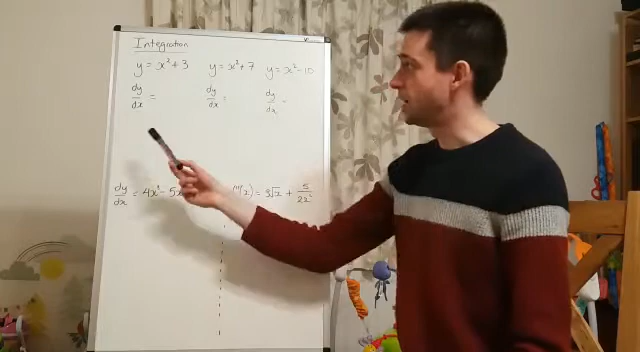 Integration
y = x² + 3 y = x² + 7 y = x² - 10
dy/dx = dy/dx = dy/dx =
dy/dx = 4x³ - 5x (x) = 3√x + 5/2x²